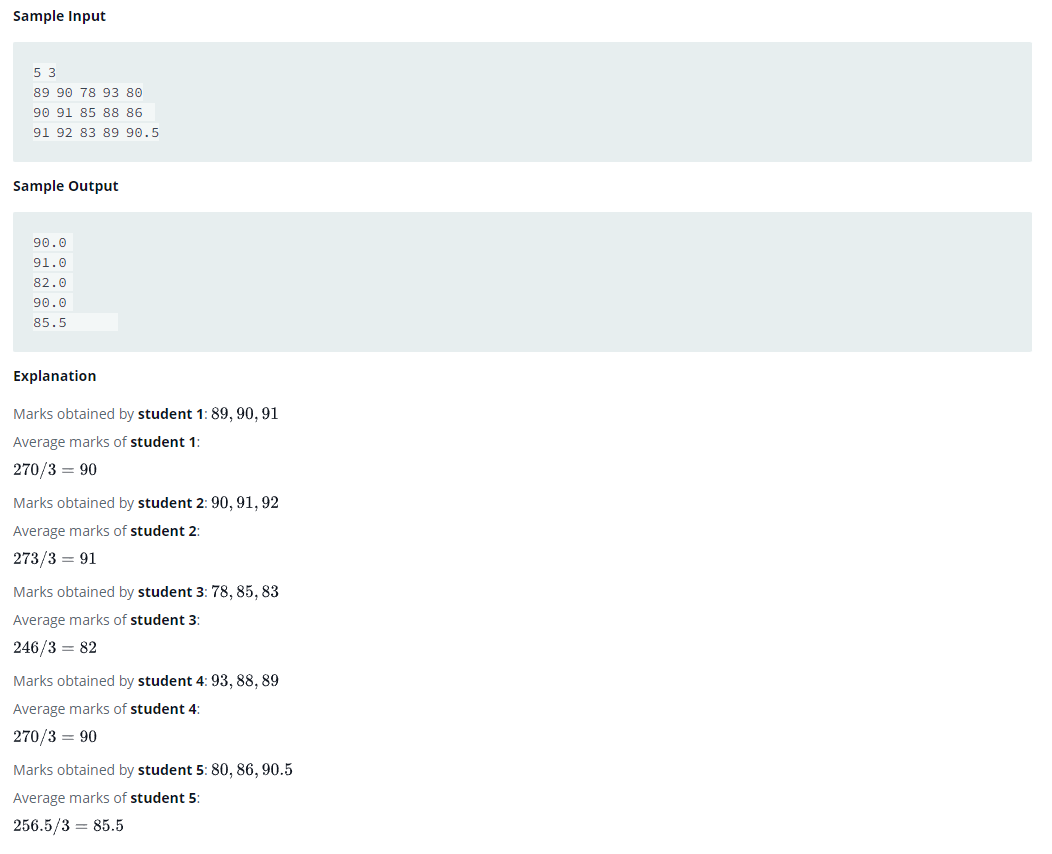 Sample Input
5 3
89 90 78 93 80
90 91 85 88 86
91 92 83 89 90.5
Sample Output
90.0
91.0
82.0
90.0
85.5
Explanation
Marks obtained by student 1: 89, 90, 91
Average marks of student 1:
270/3 = 90
Marks obtained by student 2: 90, 91, 92
Average marks of student 2:
273/3 = 91
Marks obtained by student 3: 78, 85, 83
Average marks of student 3:
246/3 = 82
Marks obtained by student 4: 93, 88, 89
Average marks of student 4:
270/3 = 90
Marks obtained by student 5: 80, 86, 90.5
Average marks of student 5:
256.5/3 = 85.5